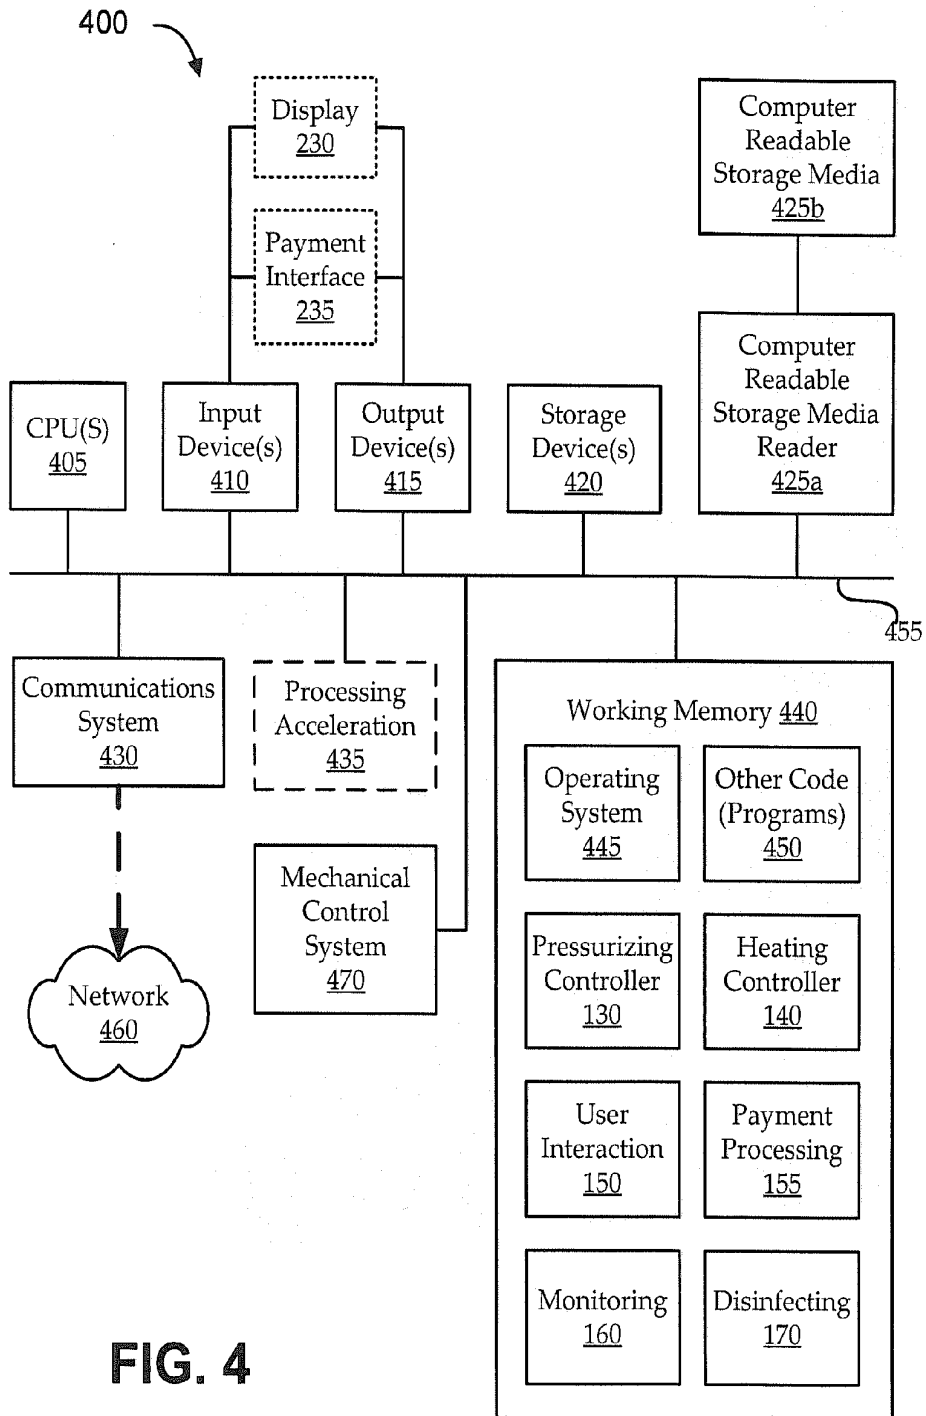 400
Display
230
Payment
Interface
235
Computer
Readable
Storage Media
425b
Computer
Readable
Storage Media
Reader
425a
CPU(S)
405
Input
Device(s)
410
Output
Device(s)
415
Storage
Device(s)
420
455
Communications
System
430
Processing
Acceleration
435
Mechanical
Control
System
470
Network
460
Working Memory 440
Operating
System
445
Other Code
(Programs)
450
Pressurizing
Controller
130
Heating
Controller
140
User
Interaction
150
Payment
Processing
155
Monitoring
160
Disinfecting
170
FIG. 4